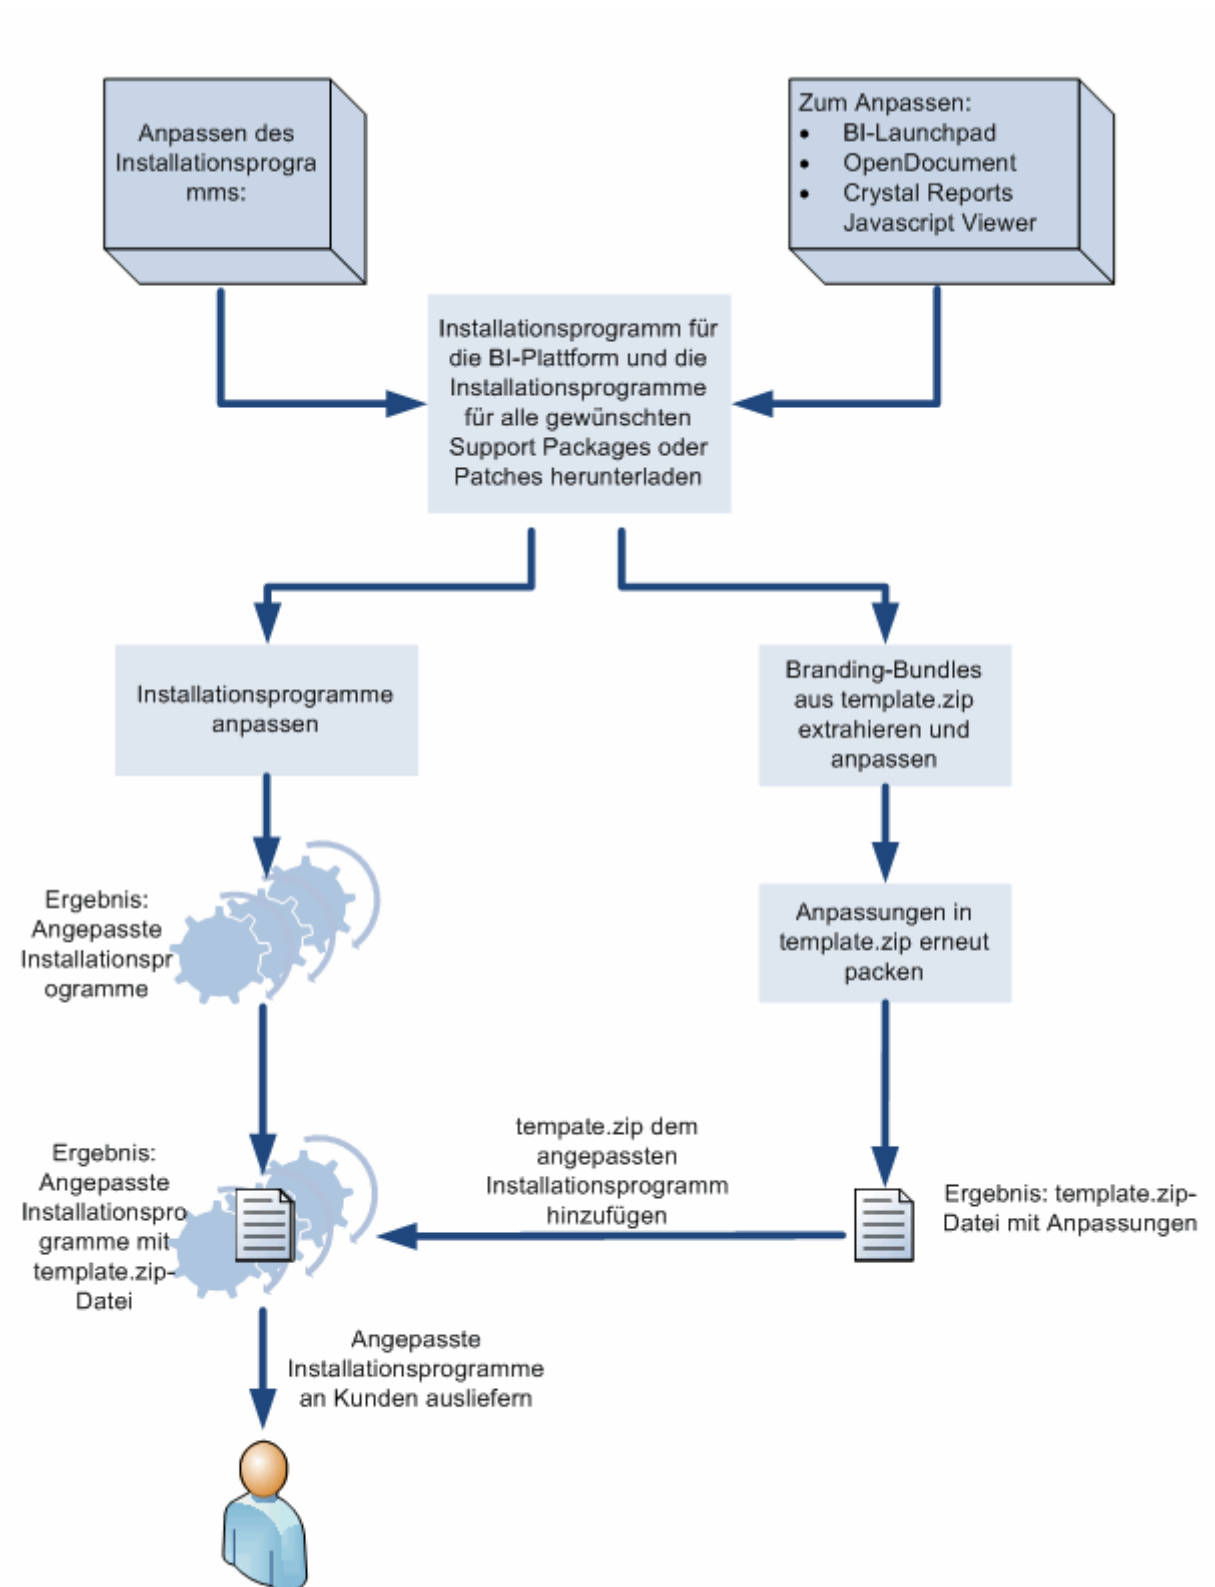 Anpassen des
Installationsprogra
mms:
Zum Anpassen:
• BI-Launchpad
• OpenDocument
• Crystal Reports
Javascript Viewer
Installationsprogramm für
die BI-Plattform und die
Installationsprogramme
für alle gewünschten
Support Packages oder
Patches herunterladen
Installationsprogramme
anpassen
Branding-Bundles
aus template.zip
extrahieren und
anpassen
Ergebnis:
Angepasste
Installationspr
ogramme
Anpassungen in
template.zip erneut
packen
tempate.zip dem
angepassten
Installationsprogramm
hinzufügen
Ergebnis:
Angepasste
Installationspro
gramme mit
template.zip-
Datei
Ergebnis: template.zip-
Datei mit Anpassungen
Angepasste
Installationsprogramme
an Kunden ausliefern